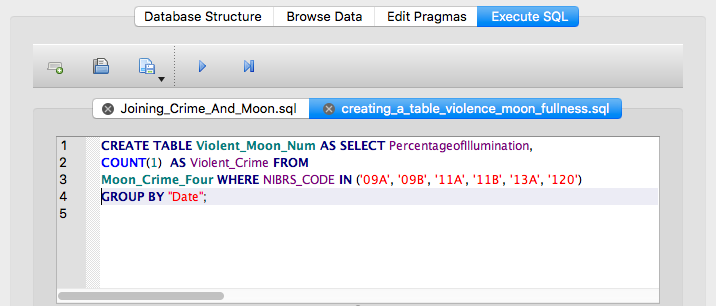 Database Structure Browse Data Edit Pragmas Execute SQL
Joining_Crime_And_Moon.sql creating_a_table_violence_moon_fullness.sql
1 CREATE TABLE Violent_Moon_Num AS SELECT PercentageofIllumination,
2 COUNT(1) AS Violent_Crime FROM
3 Moon_Crime_Four WHERE NIBRS_CODE IN ('09A', '09B', '11A', '11B', '13A', '120')
4 GROUP BY "Date";
5